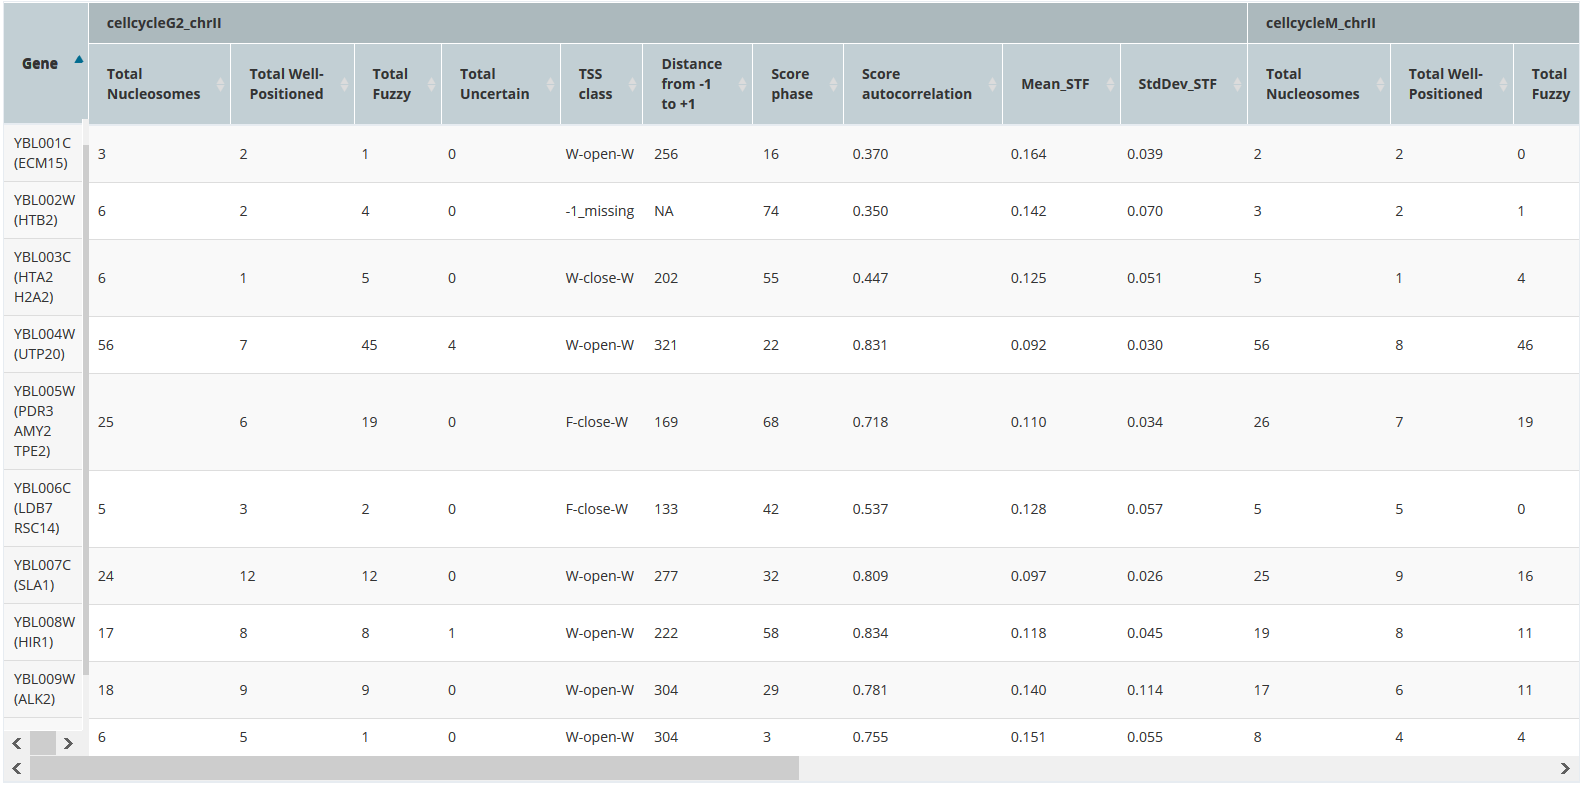 cellcycleG2_chrII cellcycleM_chrII
Gene
Total Nucleosomes Total Well-Positioned Total Fuzzy Total Uncertain TSS class Distance from -1 to +1 Score phase Score autocorrelation Mean_STF StdDev_STF Total Nucleosomes Total Well-Positioned Total Fuzzy
YBL001C
(ECM15)
3 2 1 0 W-open-W 256 16 0.370 0.164 0.039 2 2 0
YBL002W
(HTB2)
6 2 4 0 -1_missing NA 74 0.350 0.142 0.070 3 2 1
YBL003C
(HTA2
H2A2)
6 1 5 0 W-close-W 202 55 0.447 0.125 0.051 5 1 4
YBL004W
(UTP20)
56 7 45 4 W-open-W 321 22 0.831 0.092 0.030 56 8 46
YBL005W
(PDR3
AMY2
TPE2)
25 6 19 0 F-close-W 169 68 0.718 0.110 0.034 26 7 19
YBL006C
(LDB7
RSC14)
5 3 2 0 F-close-W 133 42 0.537 0.128 0.057 5 5 0
YBL007C
(SLA1)
24 12 12 0 W-open-W 277 32 0.809 0.097 0.026 25 9 16
YBL008W
(HIR1)
17 8 8 1 W-open-W 222 58 0.834 0.118 0.045 19 8 11
YBL009W
(ALK2)
18 9 9 0 W-open-W 304 29 0.781 0.140 0.114 17 6 11
6 5 1 0 W-open-W 304 3 0.755 0.151 0.055 8 4 4